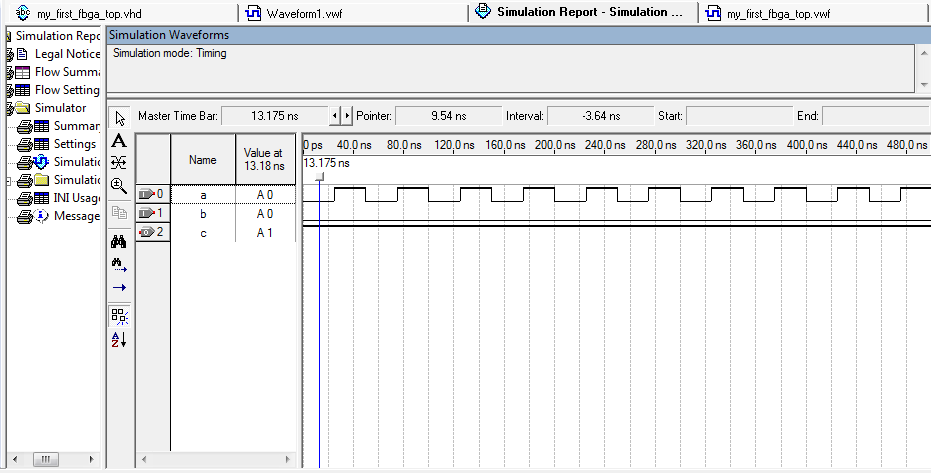 my_first_fbga_top.vhd
Waveform1.vwf
Simulation Report - Simulation ...
my_first_fbga_top.vwf
Simulation Repo
Legal Notice
Flow Summa
Flow Setting
Simulator
Summar
Settings
Simulatio
Simulatio
INI Usage
Message
Simulation Waveforms
Simulation mode: Timing
Master Time Bar: 13.175 ns Pointer: 9.54 ns Interval: -3.64 ns Start: End:
Name
Value at
13.18 ns
0 ps 40.0 ns 80.0 ns 120.0 ns 160.0 ns 200.0 ns 240.0 ns 280.0 ns 320.0 ns 360.0 ns 400.0 ns 440.0 ns 480.0 ns
13.175 ns
0 a A 0
1 b A 0
2 c A 1